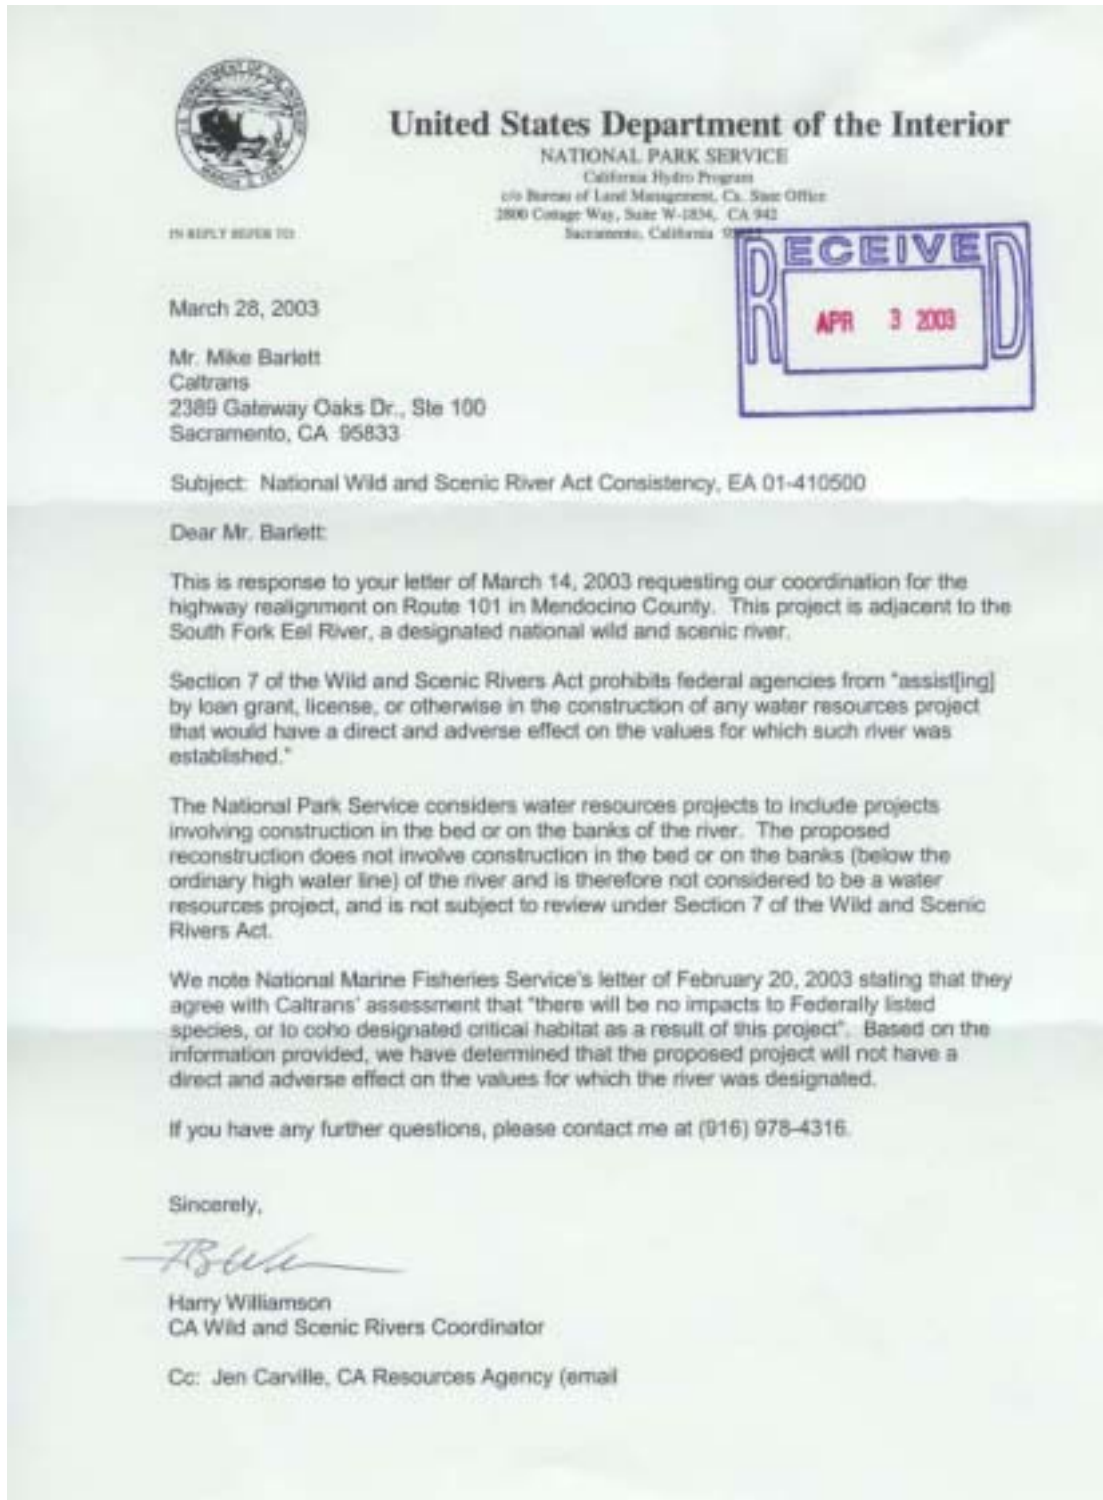 U.S. DEPARTMENT OF THE INTERIOR
MARCH 3, 1849
United States Department of the Interior
NATIONAL PARK SERVICE
California Hydro Program
c/o Bureau of Land Management, Ca. State Office
2800 Cottage Way, Suite W-1834, CA 942
Sacramento, California
IN REPLY REFER TO:
RECEIVED
APR 3 2003
March 28, 2003
Mr. Mike Barlett
Caltrans
2389 Gateway Oaks Dr., Ste 100
Sacramento, CA 95833
Subject: National Wild and Scenic River Act Consistency, EA 01-410500
Dear Mr. Barlett:
This is response to your letter of March 14, 2003 requesting our coordination for the
highway realignment on Route 101 in Mendocino County. This project is adjacent to the
South Fork Eel River, a designated national wild and scenic river.
Section 7 of the Wild and Scenic Rivers Act prohibits federal agencies from "assist[ing]
by loan grant, license, or otherwise in the construction of any water resources project
that would have a direct and adverse effect on the values for which such river was
established."
The National Park Service considers water resources projects to include projects
involving construction in the bed or on the banks of the river. The proposed
reconstruction does not involve construction in the bed or on the banks (below the
ordinary high water line) of the river and is therefore not considered to be a water
resources project, and is not subject to review under Section 7 of the Wild and Scenic
Rivers Act.
We note National Marine Fisheries Service's letter of February 20, 2003 stating that they
agree with Caltrans' assessment that "there will be no impacts to Federally listed
species, or to coho designated critical habitat as a result of this project". Based on the
information provided, we have determined that the proposed project will not have a
direct and adverse effect on the values for which the river was designated.
If you have any further questions, please contact me at (916) 978-4316.
Sincerely,
Harry Williamson
CA Wild and Scenic Rivers Coordinator
Cc: Jen Carville, CA Resources Agency (email